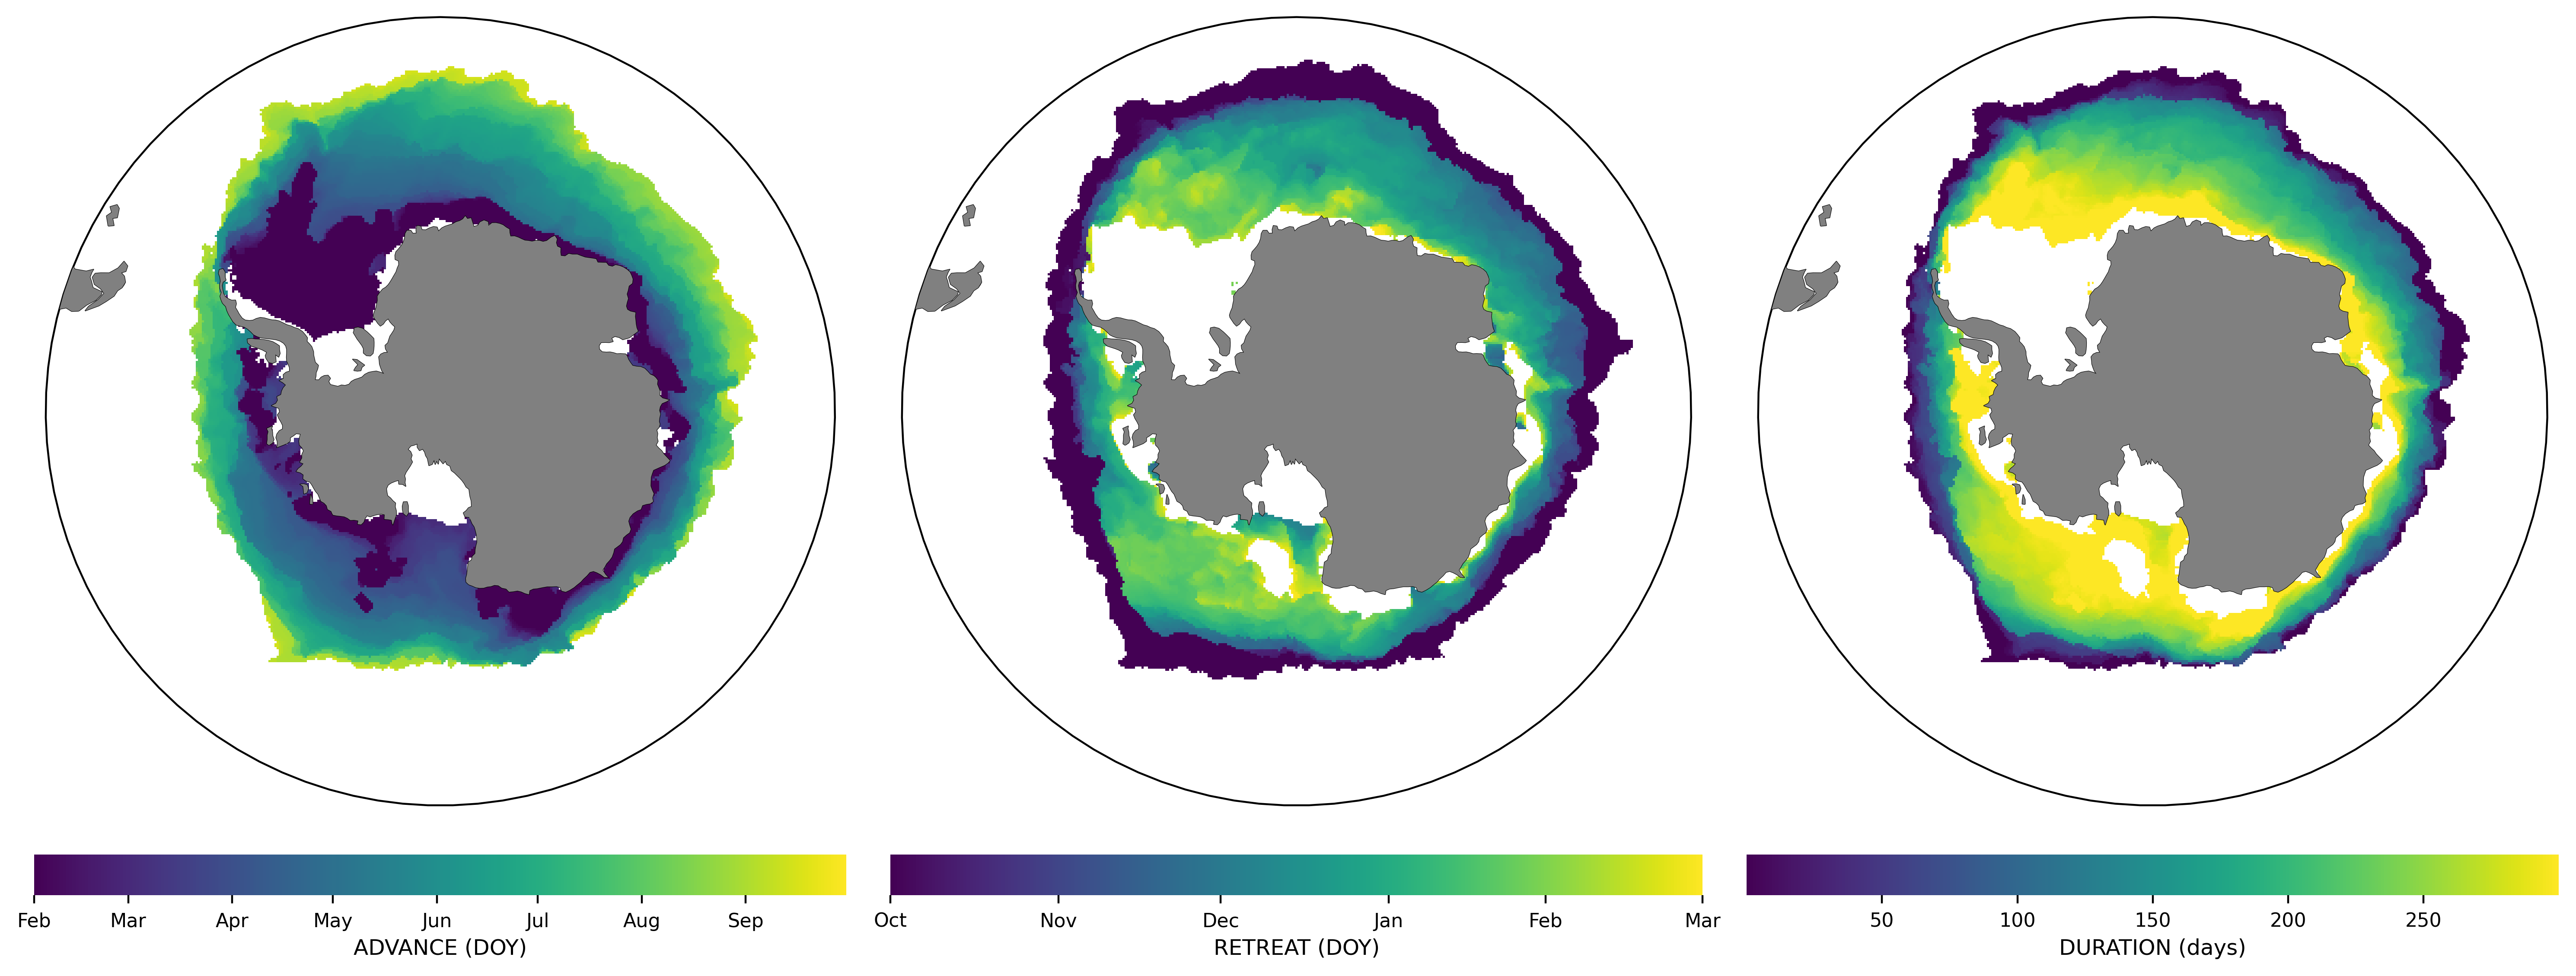 Feb Mar Apr May Jun Jul Aug Sep
ADVANCE (DOY)
Oct Nov Dec Jan Feb Mar
RETREAT (DOY)
50 100 150 200 250
DURATION (days)